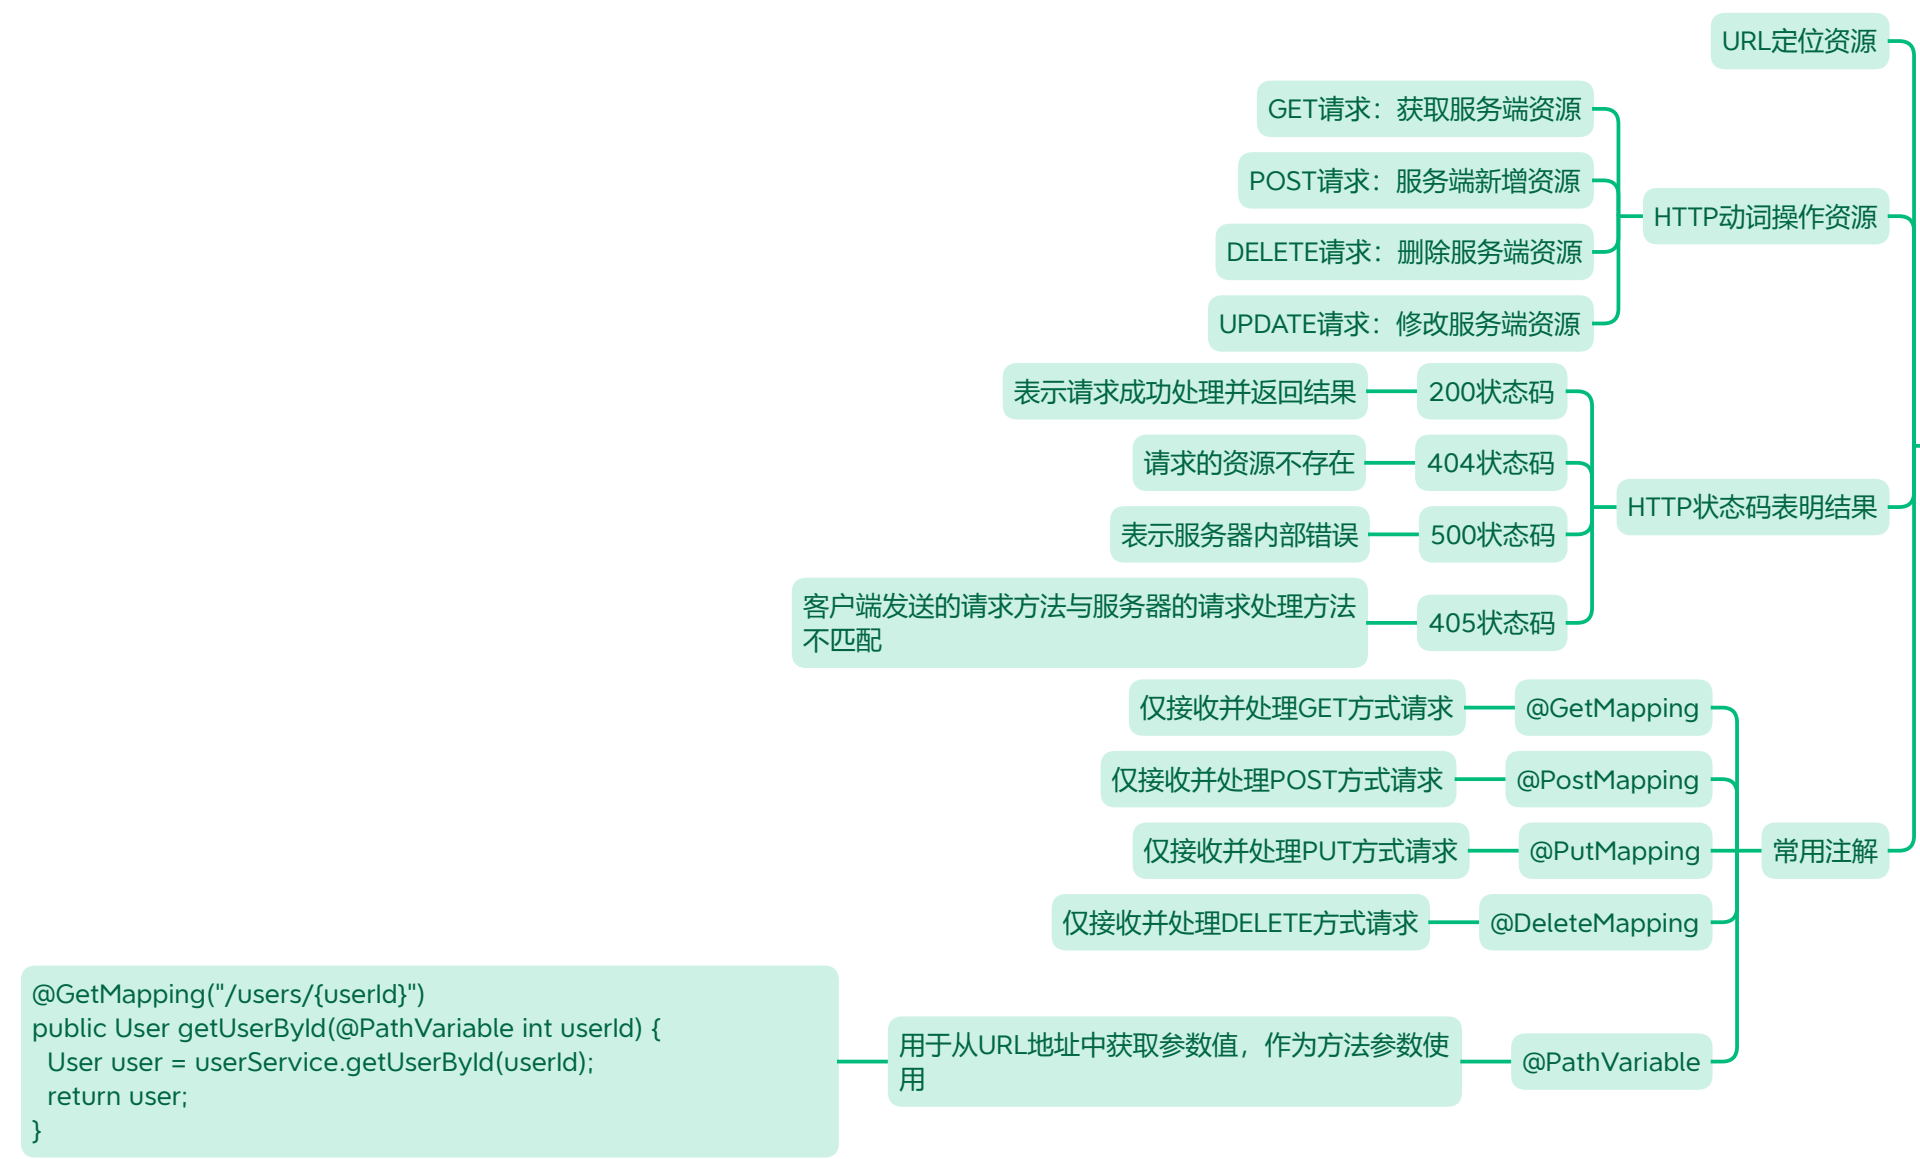 URL定位资源
GET请求：获取服务端资源
POST请求：服务端新增资源
HTTP动词操作资源
DELETE请求：删除服务端资源
UPDATE请求：修改服务端资源
表示请求成功处理并返回结果
200状态码
请求的资源不存在
404状态码
HTTP状态码表明结果
表示服务器内部错误
500状态码
客户端发送的请求方法与服务器的请求处理方法
不匹配
405状态码
仅接收并处理GET方式请求
@GetMapping
仅接收并处理POST方式请求
@PostMapping
仅接收并处理PUT方式请求
@PutMapping
常用注解
仅接收并处理DELETE方式请求
@DeleteMapping
@GetMapping("/users/{userId}")
public User getUserById(@PathVariable int userId) {
  User user = userService.getUserById(userId);
  return user;
}
用于从URL地址中获取参数值，作为方法参数使
用
@PathVariable